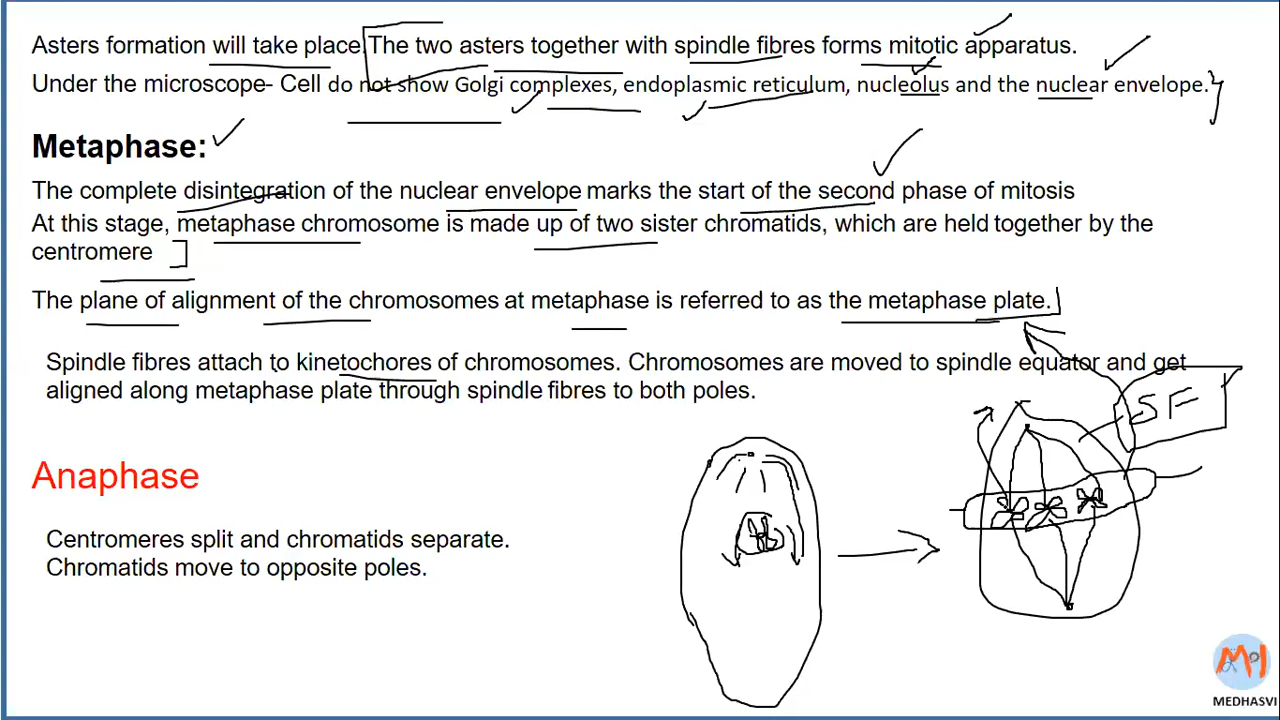 Asters formation will take place. The two asters together with spindle fibres forms mitotic apparatus.
Under the microscope- Cell do not show Golgi complexes, endoplasmic reticulum, nucleolus and the nuclear envelope.
Metaphase:
The complete disintegration of the nuclear envelope marks the start of the second phase of mitosis
At this stage, metaphase chromosome is made up of two sister chromatids, which are held together by the
centromere
The plane of alignment of the chromosomes at metaphase is referred to as the metaphase plate.
Spindle fibres attach to kinetochores of chromosomes. Chromosomes are moved to spindle equator and get
aligned along metaphase plate through spindle fibres to both poles.
SF
Anaphase
Centromeres split and chromatids separate.
Chromatids move to opposite poles.
MEDHASVI